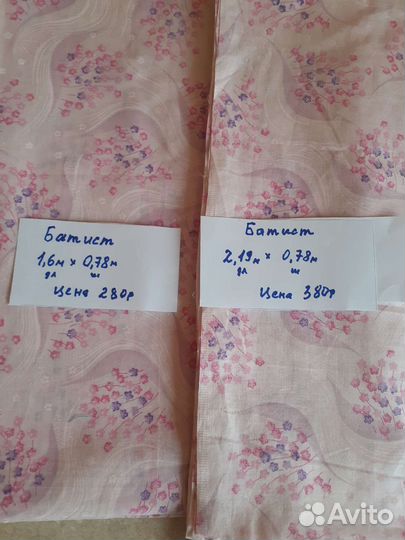 Батист
1,6м х 0,78м
дл ш
Цена 280р
Батист
2,19м х 0,78м
дл ш
Цена 380р
Avito